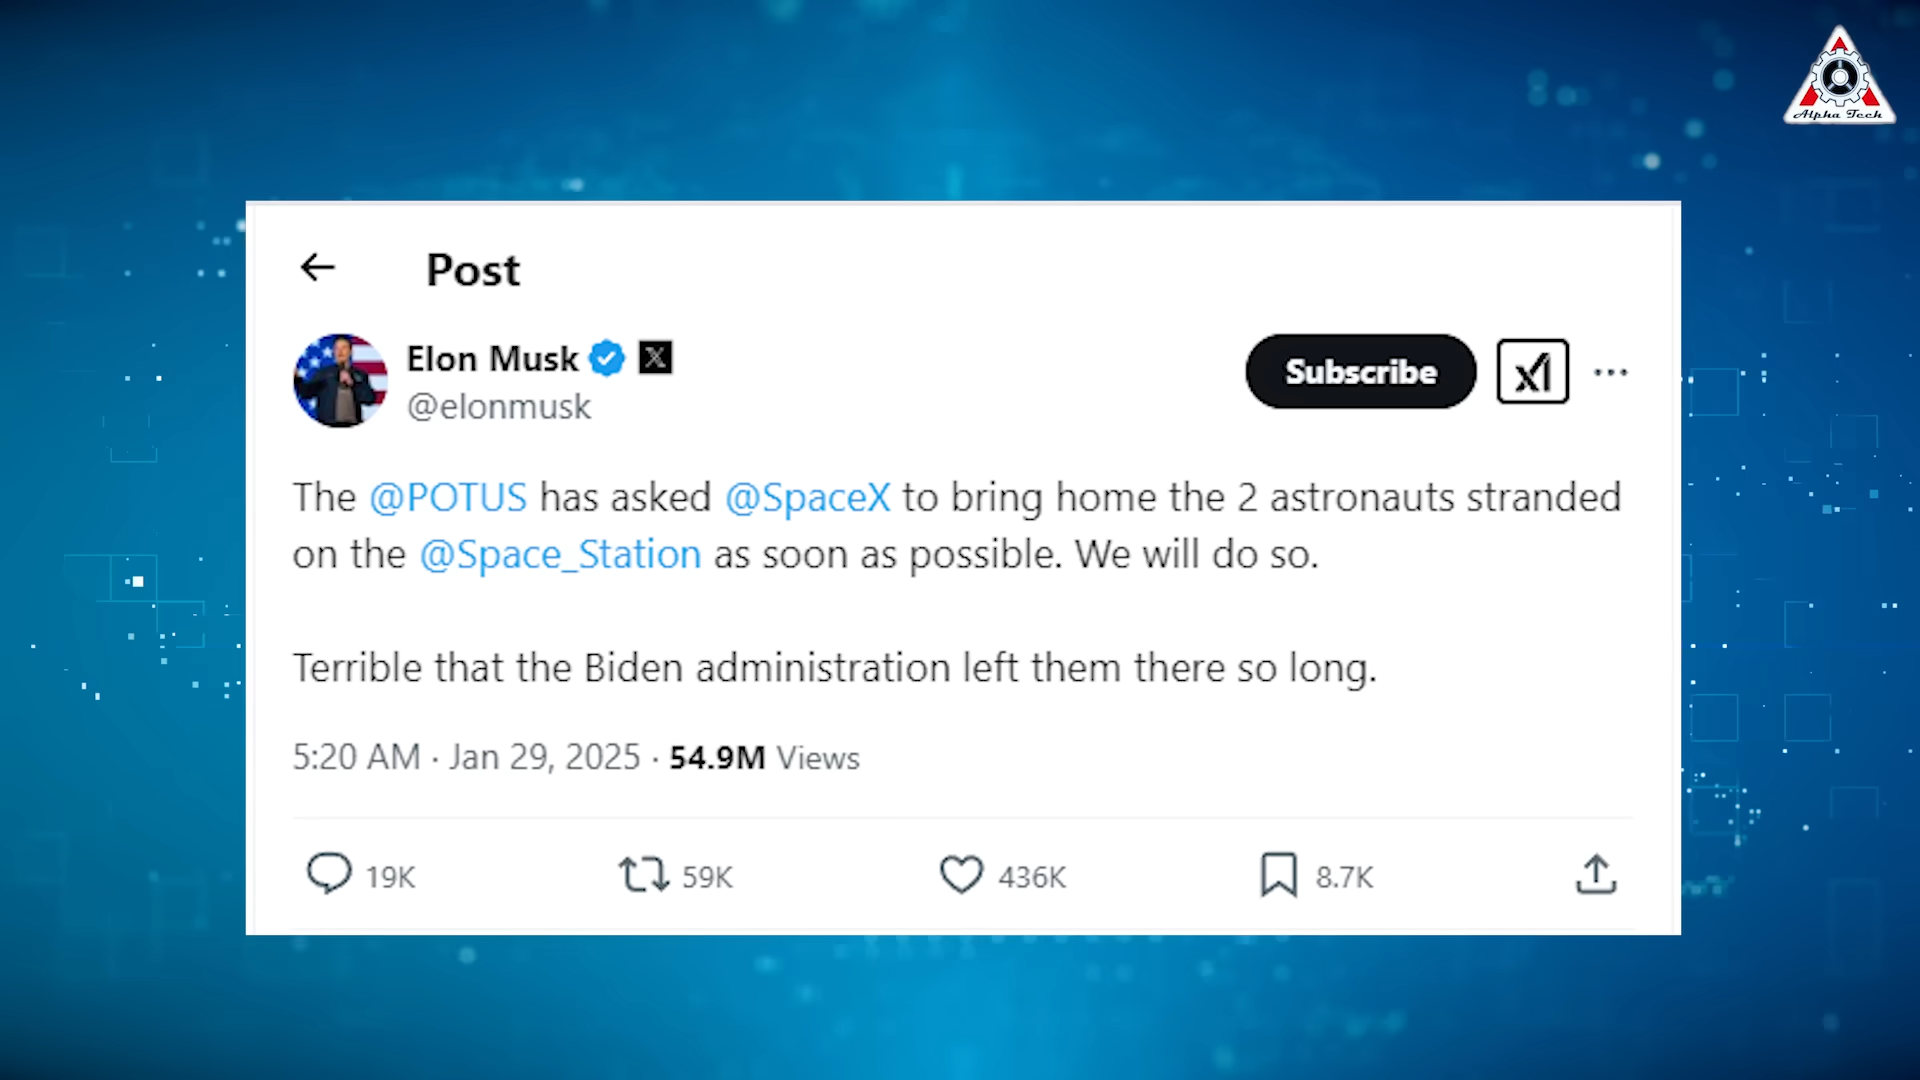 Alpha Tech
Post
Elon Musk
@elonmusk
Subscribe
The @POTUS has asked @SpaceX to bring home the 2 astronauts stranded
on the @Space_Station as soon as possible. We will do so.
Terrible that the Biden administration left them there so long.
5:20 AM · Jan 29, 2025 · 54.9M Views
19K 59K 436K 8.7K